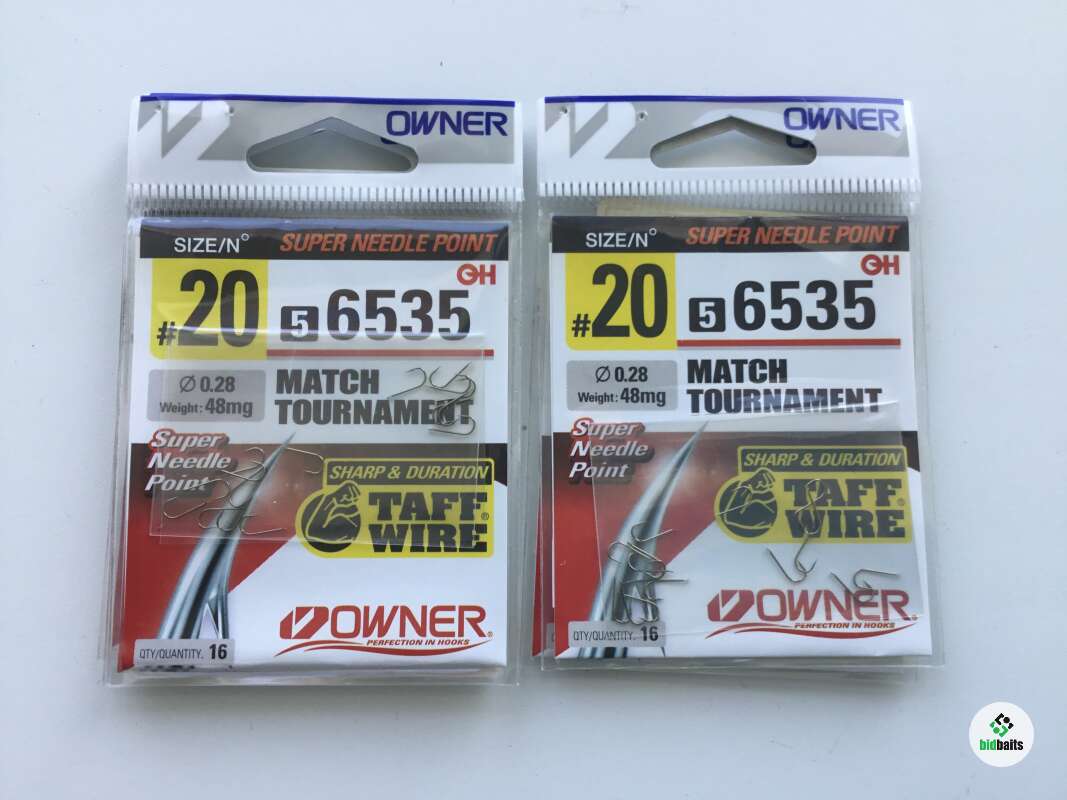 OWNER
SIZE/N°
SUPER NEEDLE POINT
OH
#20
5 6535
Ø 0.28
Weight: 48mg
MATCH
TOURNAMENT
Super
Needle
Point
SHARP & DURATION
TAFF
WIRE®
OWNER®
PERFECTION IN HOOKS
QTY/QUANTITY. 16
OWNER
SIZE/N°
SUPER NEEDLE POINT
OH
#20
5 6535
Ø 0.28
Weight: 48mg
MATCH
TOURNAMENT
Super
Needle
Point
SHARP & DURATION
TAFF
WIRE®
OWNER®
PERFECTION IN HOOKS
QTY/QUANTITY. 16
bidbaits